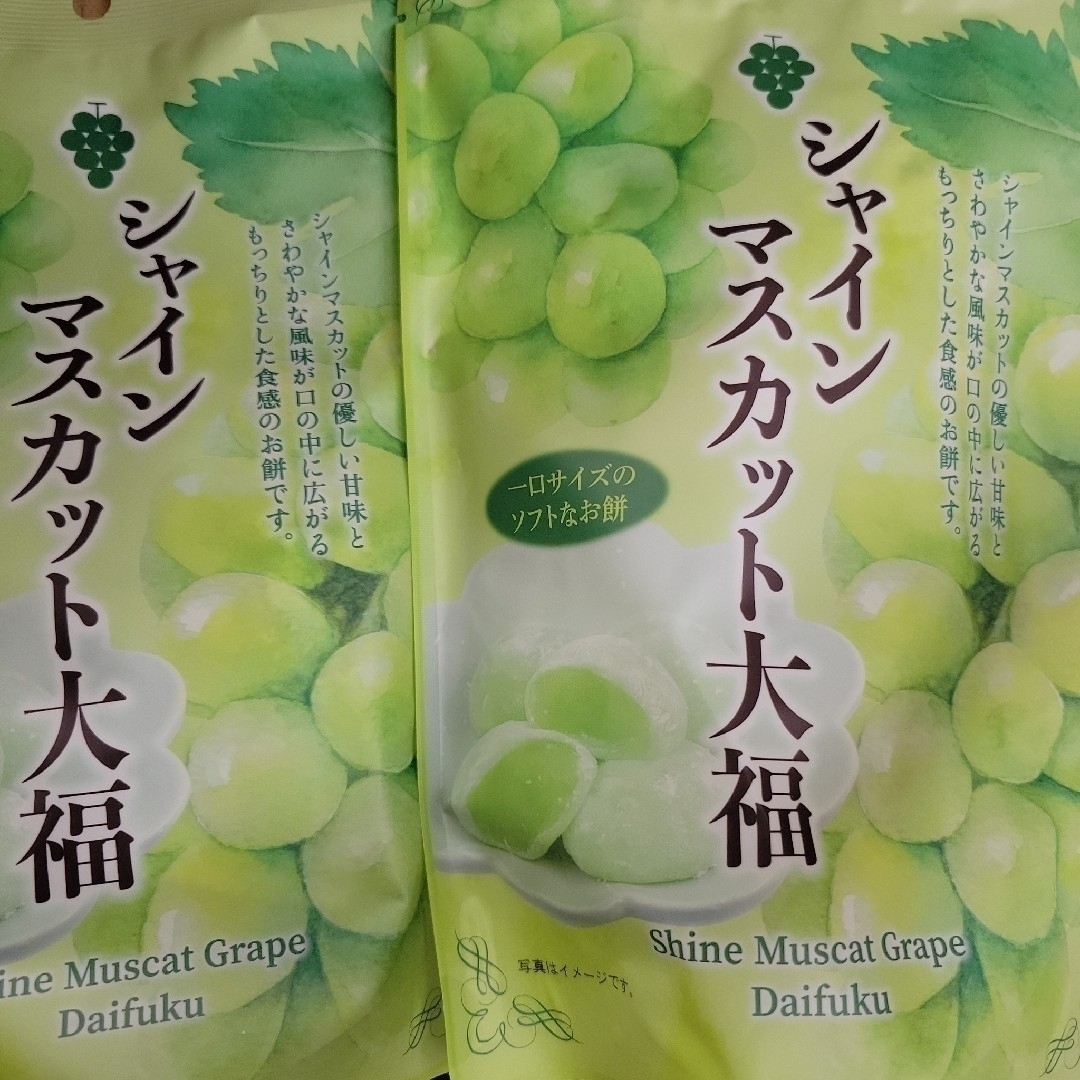 シャイン
マスカット大福
シャインマスカットの優しい甘味と
さわやかな風味が口の中に広がる
もっちりとした食感のお餅です。
ine Muscat Grape
Daifuku
シャイン
マスカット大福
シャインマスカットの優しい甘味と
さわやかな風味が口の中に広がる
もっちりとした食感のお餅です。
一口サイズの
ソフトなお餅
写真はイメージです。
Shine Muscat Grape
Daifuku